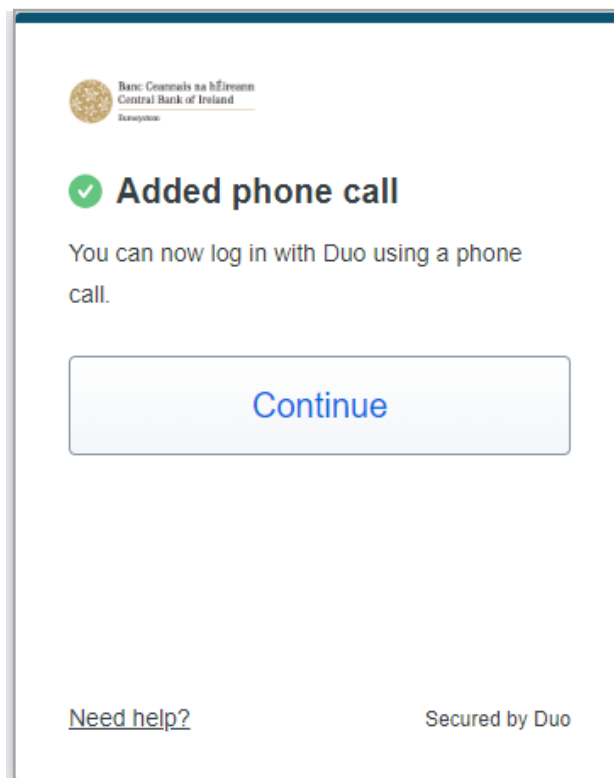 Banc Ceannais na hÉireann
Central Bank of Ireland
Eurosystem
Added phone call
You can now log in with Duo using a phone
call.
Continue
Need help?
Secured by Duo